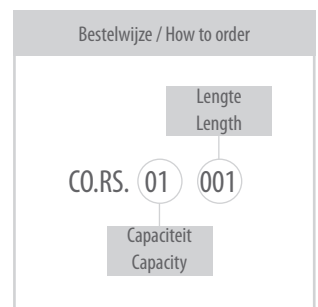 Bestelwijze / How to order
Lengte
Length
CO.RS. 01 001
Capaciteit
Capacity